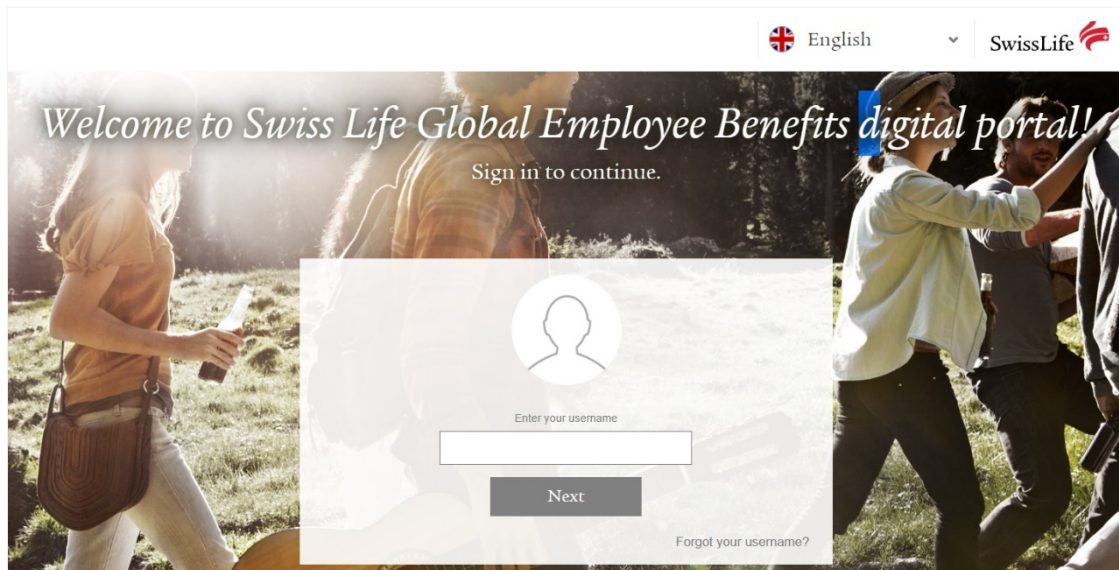 English
SwissLife
Welcome to Swiss Life Global Employee Benefits digital portal!
Sign in to continue.
Enter your username
Next
Forgot your username?